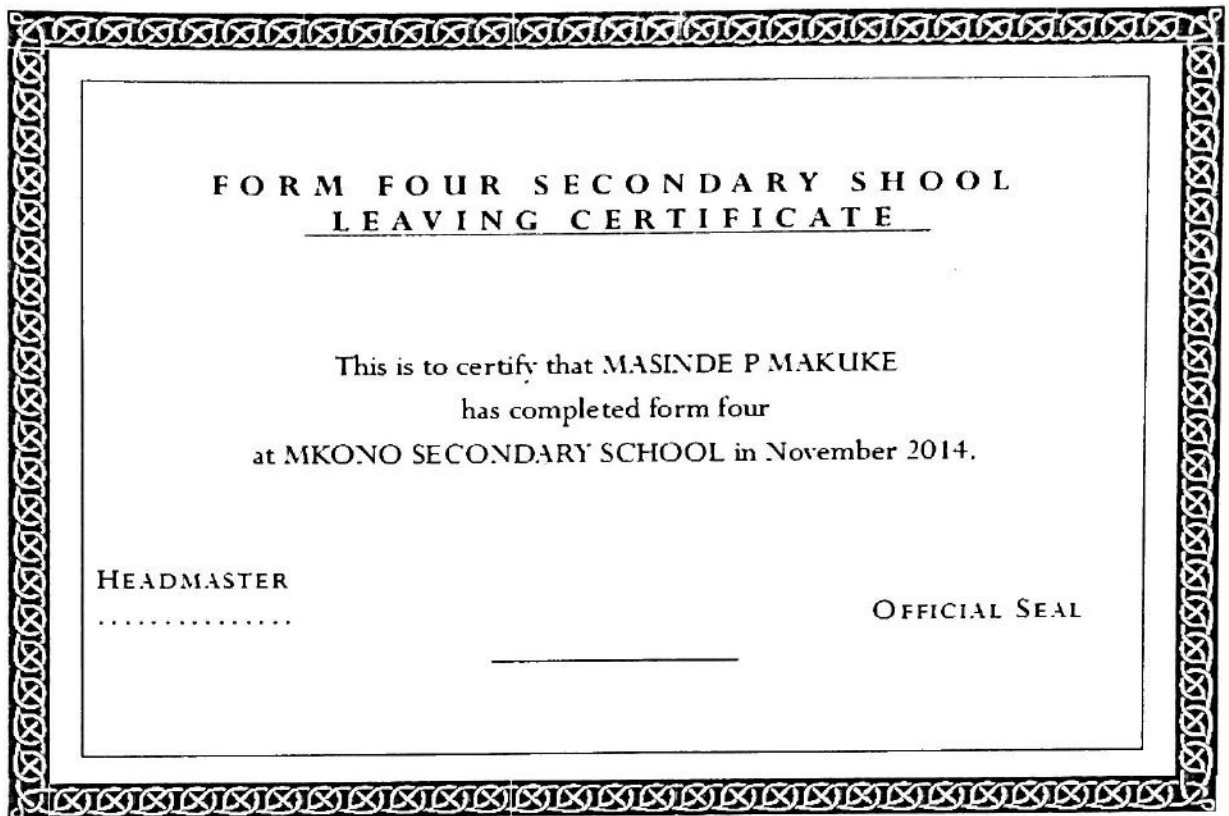 FORM FOUR SECONDARY SHOOL
LEAVING CERTIFICATE
This is to certify that MASINDE P MAKUKE
has completed form four
at MKONO SECONDARY SCHOOL in November 2014.
HEADMASTER
...............
OFFICIAL SEAL